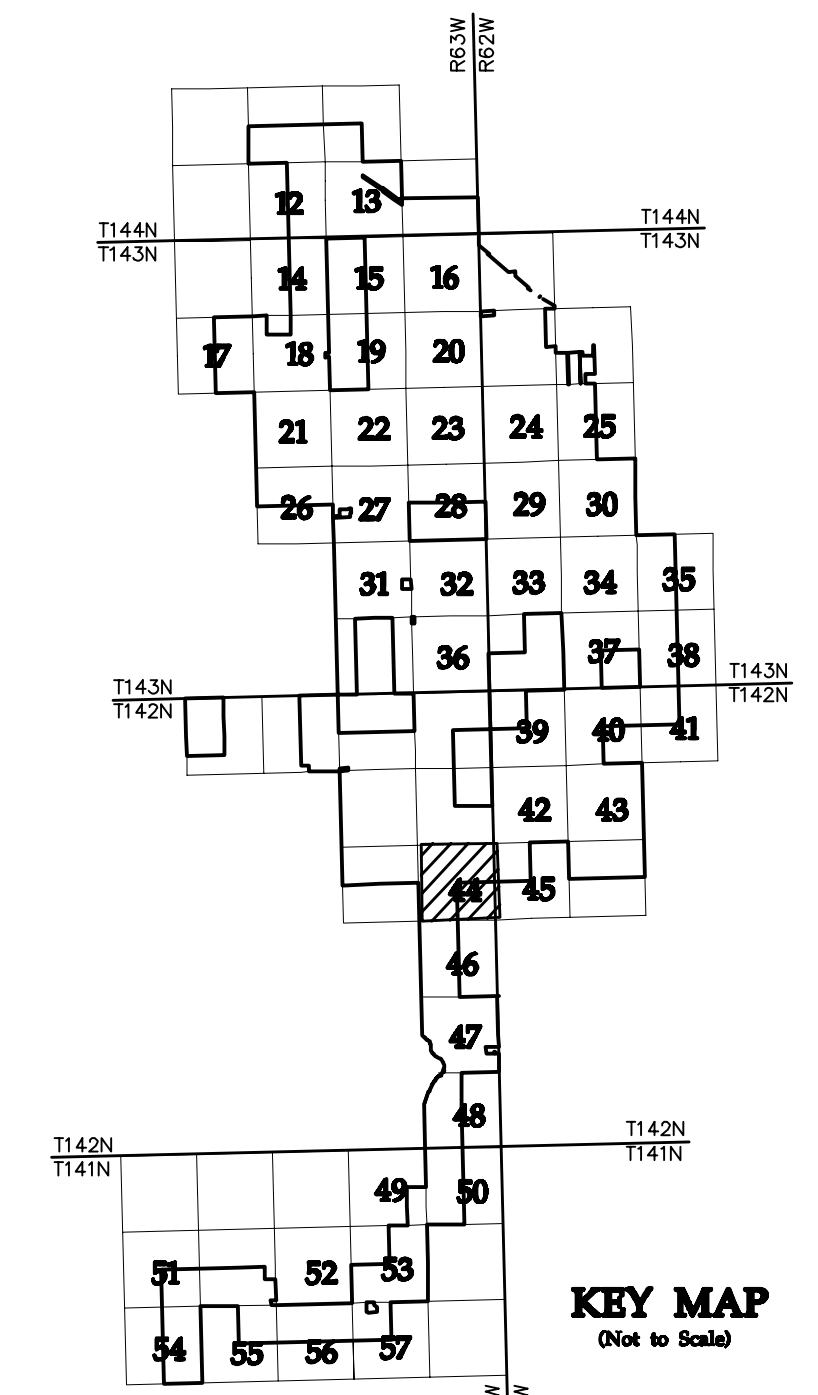 R63W
R62W
12 13
T144N T144N
T143N T143N
14 15 16
17 18 19 20
21 22 23 24 25
26 27 28 29 30
31 32 33 34 35
36 37 38
T143N T143N
T142N T142N
39 40 41
42 43
44 45
46
47
48
T142N T142N
T141N T141N
49 50
51 52 53
KEY MAP
(Not to Scale)
54 55 56 57
W
W